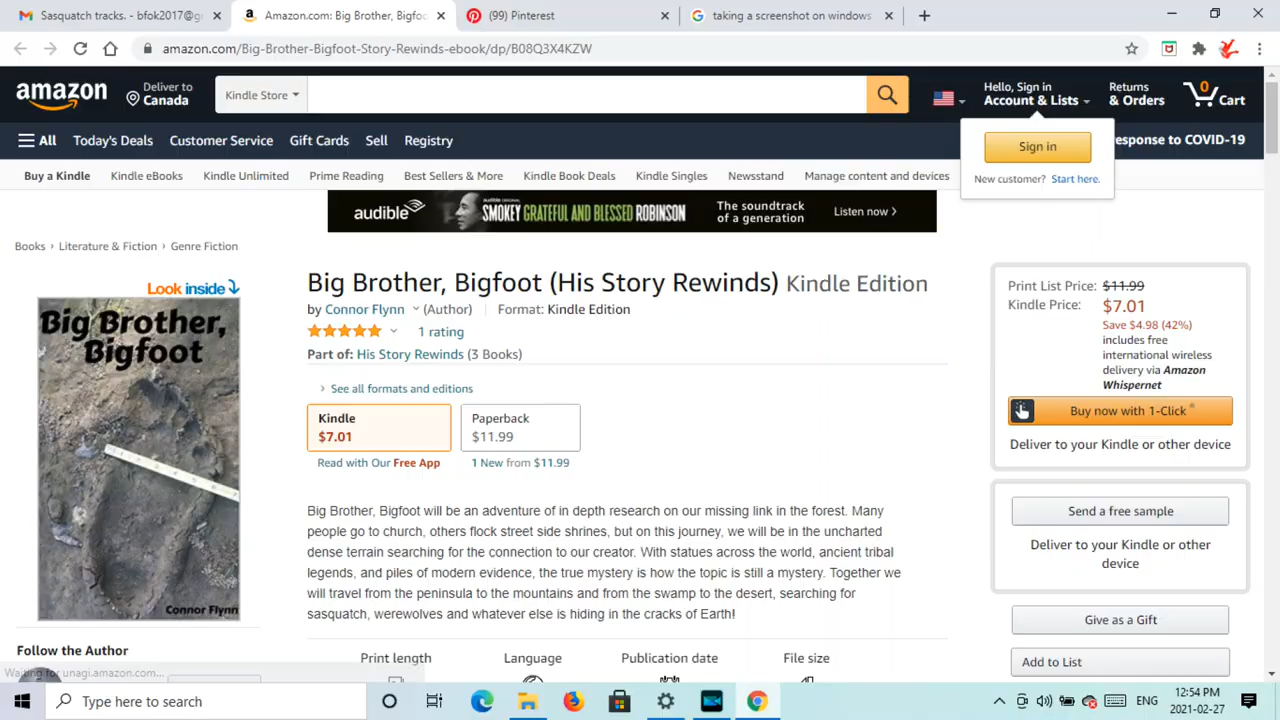 Sasquatch tracks. - bfok2017@g
Amazon.com: Big Brother, Bigfoo
(99) Pinterest
taking a screenshot on windows
amazon.com/Big-Brother-Bigfoot-Story-Rewinds-ebook/dp/B08Q3X4KZW
amazon
Deliver to
Canada
Kindle Store
Hello, Sign in
Account & Lists
Returns
& Orders
0
Cart
All
Today's Deals
Customer Service
Gift Cards
Sell
Registry
esponse to COVID-19
Sign in
New customer? Start here.
Buy a Kindle
Kindle eBooks
Kindle Unlimited
Prime Reading
Best Sellers & More
Kindle Book Deals
Kindle Singles
Newsstand
Manage content and devices
audible
SMOKEY GRATEFUL AND BLESSED ROBINSON
The soundtrack
of a generation
Listen now >
Books › Literature & Fiction › Genre Fiction
Look inside
Big Brother,
Bigfoot
Connor Flynn
Follow the Author
Big Brother, Bigfoot (His Story Rewinds) Kindle Edition
by Connor Flynn (Author) | Format: Kindle Edition
1 rating
Part of: His Story Rewinds (3 Books)
› See all formats and editions
Kindle
$7.01
Read with Our Free App
Paperback
$11.99
1 New from $11.99
Big Brother, Bigfoot will be an adventure of in depth research on our missing link in the forest. Many
people go to church, others flock street side shrines, but on this journey, we will be in the uncharted
dense terrain searching for the connection to our creator. With statues across the world, ancient tribal
legends, and piles of modern evidence, the true mystery is how the topic is still a mystery. Together we
will travel from the peninsula to the mountains and from the swamp to the desert, searching for
sasquatch, werewolves and whatever else is hiding in the cracks of Earth!
Print length
Language
Publication date
File size
Print List Price: $11.99
Kindle Price: $7.01
Save $4.98 (42%)
includes free
international wireless
delivery via Amazon
Whispernet
Buy now with 1-Click ®
Deliver to your Kindle or other device
Send a free sample
Deliver to your Kindle or other
device
Give as a Gift
Add to List
Waiting for unagi.amazon.com...
Type here to search
ENG
12:54 PM
2021-02-27